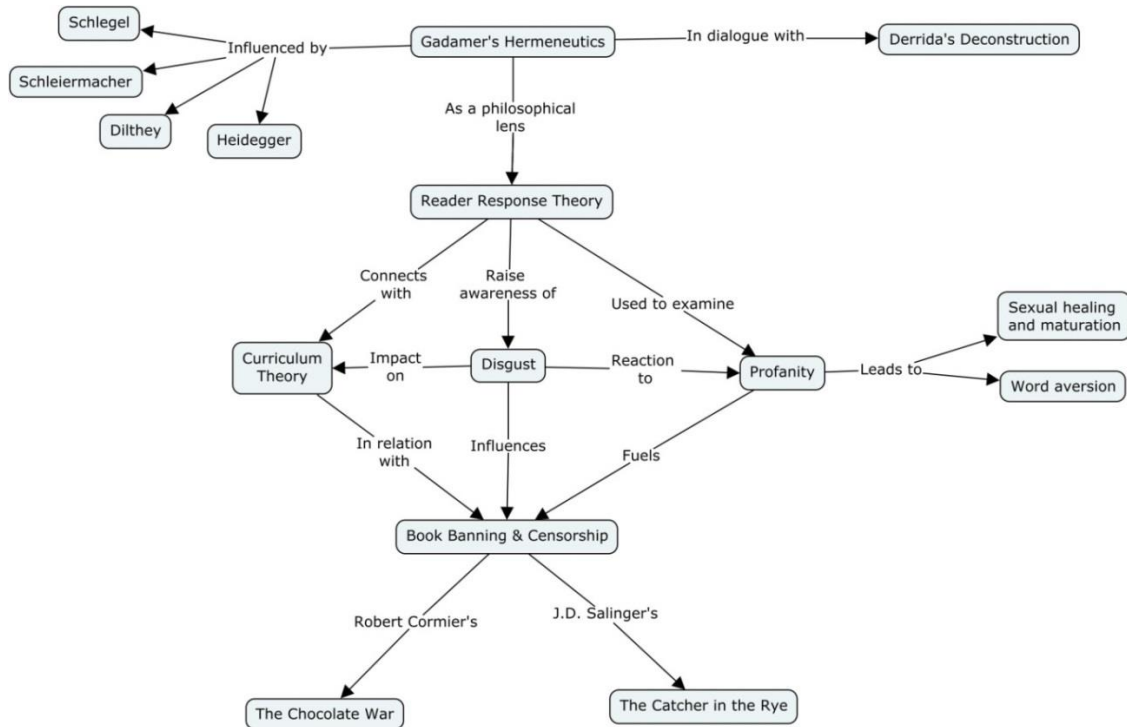 Schlegel
Influenced by
Gadamer's Hermeneutics
In dialogue with
Derrida's Deconstruction
Schleiermacher
Dilthey
Heidegger
As a philosophical
lens
Reader Response Theory
Connects
with
Raise
awareness of
Used to examine
Sexual healing
and maturation
Curriculum
Theory
Impact
on
Disgust
Reaction
to
Profanity
Leads to
Word aversion
In relation
with
Influences
Fuels
Book Banning & Censorship
Robert Cormier's
J.D. Salinger's
The Chocolate War
The Catcher in the Rye